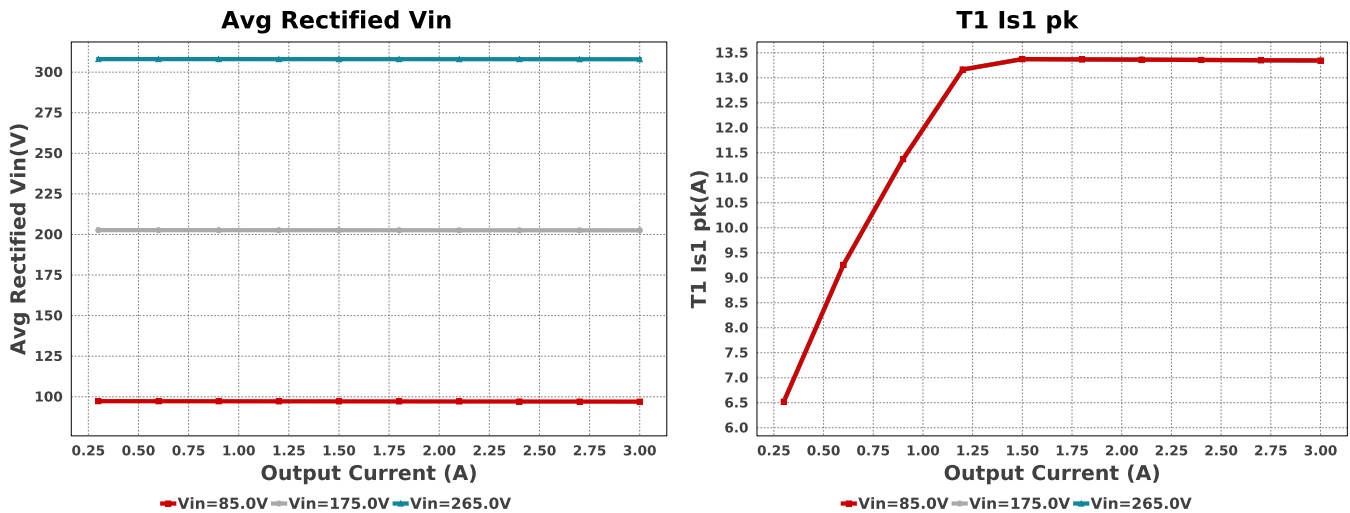 Avg Rectified Vin
Avg Rectified Vin(V)
300
275
250
225
200
175
150
125
100
0.25 0.50 0.75 1.00 1.25 1.50 1.75 2.00 2.25 2.50 2.75 3.00
Output Current (A)
Vin=85.0V Vin=175.0V Vin=265.0V
T1 Is1 pk
T1 Is1 pk(A)
13.5
13.0
12.5
12.0
11.5
11.0
10.5
10.0
9.5
9.0
8.5
8.0
7.5
7.0
6.5
6.0
0.25 0.50 0.75 1.00 1.25 1.50 1.75 2.00 2.25 2.50 2.75 3.00
Output Current (A)
Vin=85.0V Vin=175.0V Vin=265.0V